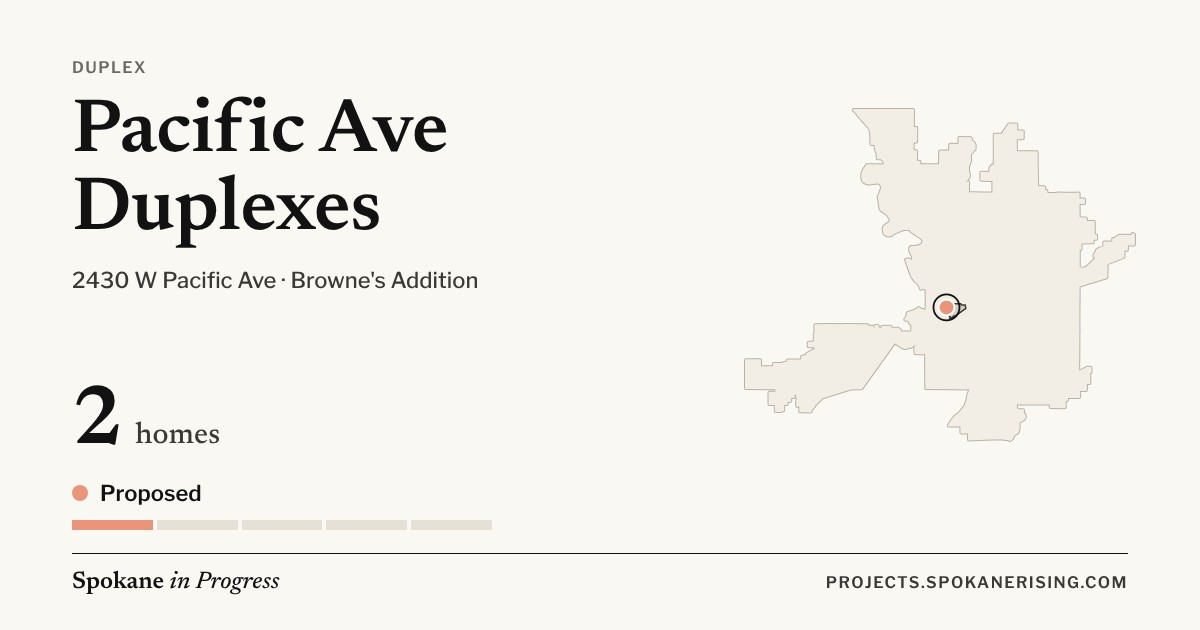 DUPLEX
Pacific Ave
Duplexes
2430 W Pacific Ave · Browne's Addition
2 homes
Proposed
Spokane in Progress
PROJECTS.SPOKANERISING.COM